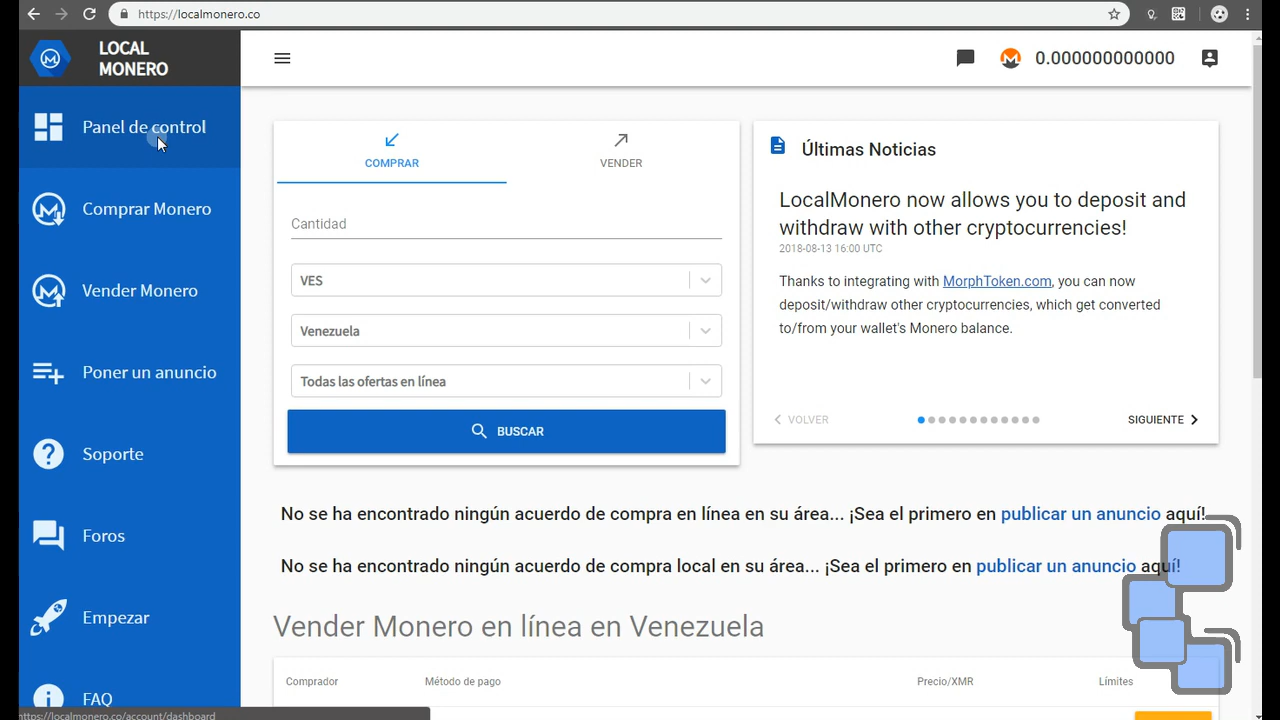 https://localmonero.co
LOCAL
MONERO
0.000000000000
Panel de control
Comprar Monero
Vender Monero
Poner un anuncio
Soporte
Foros
Empezar
FAQ
COMPRAR
VENDER
Cantidad
VES
Venezuela
Todas las ofertas en línea
BUSCAR
Últimas Noticias
LocalMonero now allows you to deposit and
withdraw with other cryptocurrencies!
2018-08-13 16:00 UTC
Thanks to integrating with MorphToken.com, you can now
deposit/withdraw other cryptocurrencies, which get converted
to/from your wallet's Monero balance.
VOLVER
SIGUIENTE
No se ha encontrado ningún acuerdo de compra en línea en su área... ¡Sea el primero en publicar un anuncio aquí!
No se ha encontrado ningún acuerdo de compra local en su área... ¡Sea el primero en publicar un anuncio aquí!
Vender Monero en línea en Venezuela
Comprador
Método de pago
Precio/XMR
Límites
https://localmonero.co/account/dashboard